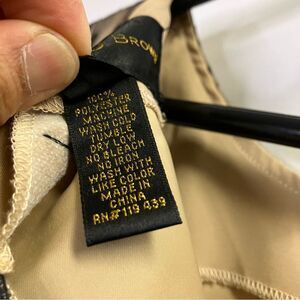 BROW
100%
POLYESTER
MACHINE
WASH COLD
TUMBLE
DRY LOW
NO BLEACH
NO IRON
WASH WITH
LIKE COLOR
MADE IN
CHINA
RN#119439